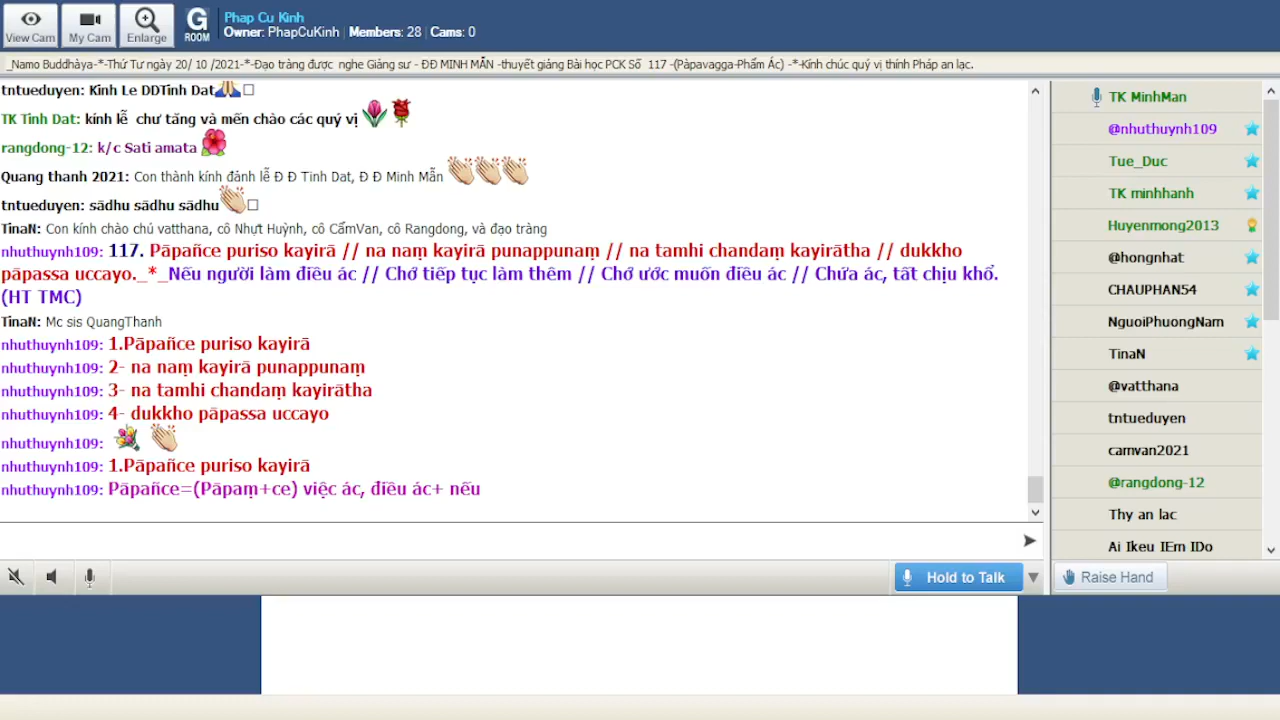 View Cam
My Cam
Enlarge
G
ROOM
Phap Cu Kinh
Owner: PhapCuKinh | Members: 28 | Cams: 0
_Namo Buddhàya-*-Thứ Tư ngày 20/ 10 /2021-*-Đạo tràng được nghe Giảng sư - ĐĐ MINH MẪN -thuyết giảng Bài học PCK Số 117 -(Pàpavagga-Phẩm Ác) -*-Kính chúc quý vị thính Pháp an lạc.
tntueduyen: Kinh Le DDTinh Dat
TK Tinh Dat: kính lễ chư tăng và mến chào các quý vị
rangdong-12: k/c Sati amata
Quang thanh 2021: Con thành kính đảnh lễ Đ Đ Tinh Dat, Đ Đ Minh Mẫn
tntueduyen: sādhu sādhu sādhu
TinaN: Con kính chào chú vatthana, cô Nhựt Huỳnh, cô CẩmVan, cô Rangdong, và đạo tràng
nhuthuynh109: 117. Pāpañce puriso kayirā // na naṃ kayirā punappunaṃ // na tamhi chandaṃ kayirātha // dukkho
pāpassa uccayo._*_Nếu người làm điều ác // Chớ tiếp tục làm thêm // Chớ ước muốn điều ác // Chứa ác, tất chịu khổ.
(HT TMC)
TinaN: Mc sis QuangThanh
nhuthuynh109: 1.Pāpañce puriso kayirā
nhuthuynh109: 2- na naṃ kayirā punappunaṃ
nhuthuynh109: 3- na tamhi chandaṃ kayirātha
nhuthuynh109: 4- dukkho pāpassa uccayo
nhuthuynh109:
nhuthuynh109: 1.Pāpañce puriso kayirā
nhuthuynh109: Pāpañce=(Pāpaṃ+ce) việc ác, điều ác+ nếu
TK MinhMan
@nhuthuynh109
Tue_Duc
TK minhhanh
Huyenmong2013
@hongnhat
CHAUPHAN54
NguoiPhuongNam
TinaN
@vatthana
tntueduyen
camvan2021
@rangdong-12
Thy an lac
Ai Ikeu IEm IDo
Hold to Talk
Raise Hand